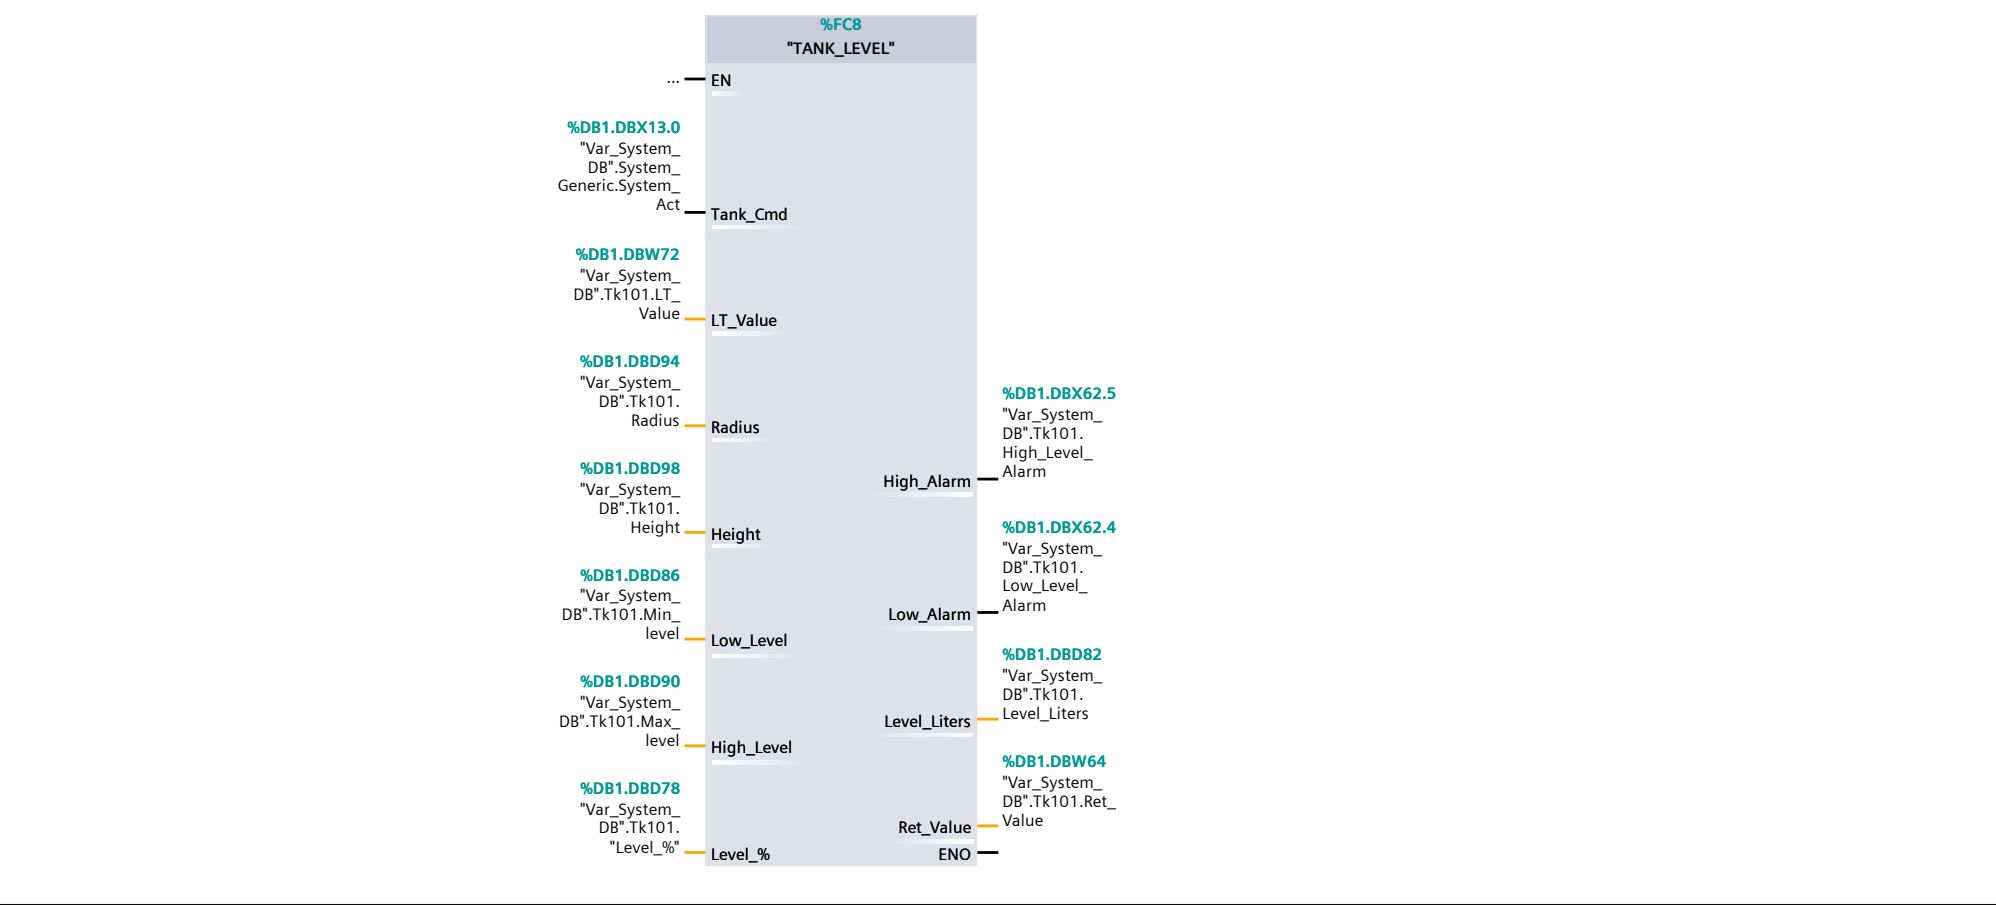 %FC8
"TANK_LEVEL"
... EN
%DB1.DBX13.0
"Var_System_
DB".System_
Generic.System_
Act
Tank_Cmd
%DB1.DBW72
"Var_System_
DB".Tk101.LT_
Value
LT_Value
%DB1.DBD94
"Var_System_
DB".Tk101.
Radius
Radius
%DB1.DBD98
"Var_System_
DB".Tk101.
Height
Height
%DB1.DBD86
"Var_System_
DB".Tk101.Min_
level
Low_Level
%DB1.DBD90
"Var_System_
DB".Tk101.Max_
level
High_Level
%DB1.DBD78
"Var_System_
DB".Tk101.
"Level_%"
Level_%
%DB1.DBX62.5
"Var_System_
DB".Tk101.
High_Level_
Alarm
High_Alarm
%DB1.DBX62.4
"Var_System_
DB".Tk101.
Low_Level_
Alarm
Low_Alarm
%DB1.DBD82
"Var_System_
DB".Tk101.
Level_Liters
Level_Liters
%DB1.DBW64
"Var_System_
DB".Tk101.Ret_
Value
Ret_Value
ENO